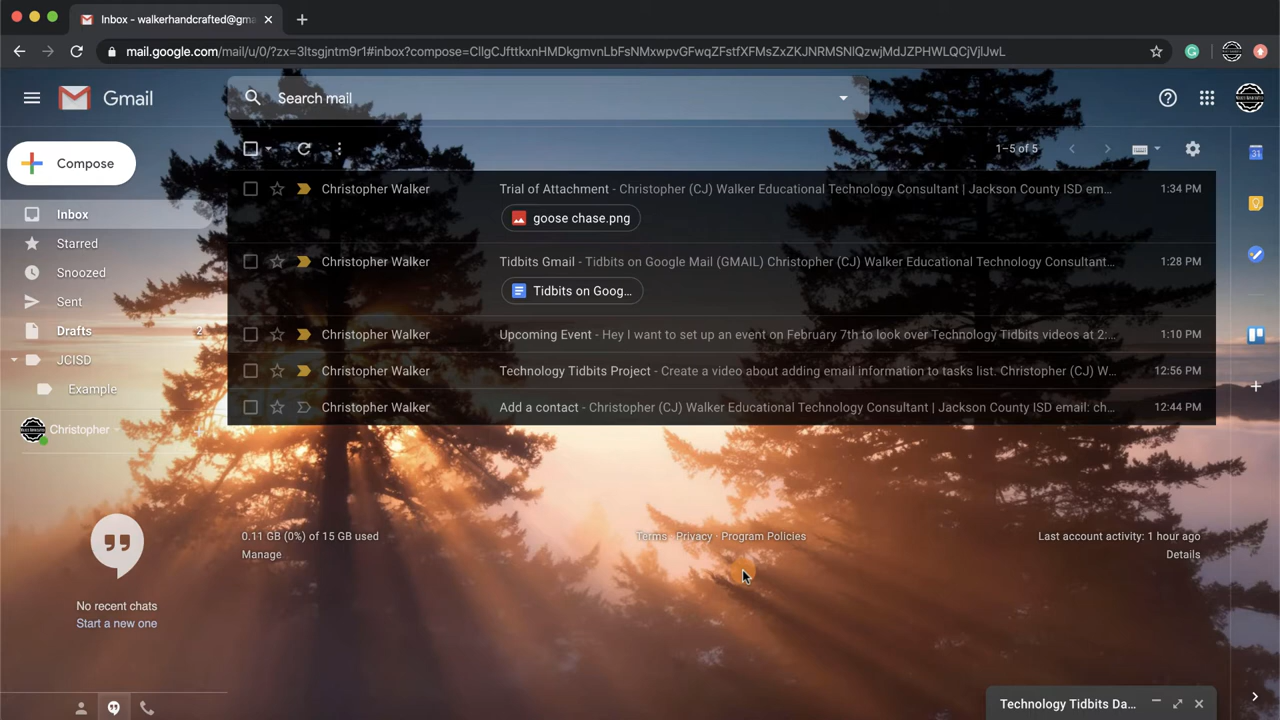 Inbox - walkerhandcrafted@gma
mail.google.com/mail/u/0/?zx=3ltsgjntm9r1#inbox?compose=CllgCJfttkxnHMDkgmvnLbFsNMxwpvGFwqZFstfXFMsZxZKJNRMSNlQzwjMdJZPHWLQCjVjlJwL
Gmail
Search mail
Compose
1–5 of 5
31
Inbox
Starred
Snoozed
Sent
Drafts 2
JCISD
Example
Christopher
Christopher Walker Trial of Attachment - Christopher (CJ) Walker Educational Technology Consultant | Jackson County ISD em... 1:34 PM
goose chase.png
Christopher Walker Tidbits Gmail - Tidbits on Google Mail (GMAIL) Christopher (CJ) Walker Educational Technology Consultant... 1:28 PM
Tidbits on Goog...
Christopher Walker Upcoming Event - Hey I want to set up an event on February 7th to look over Technology Tidbits videos at 2:... 1:10 PM
Christopher Walker Technology Tidbits Project - Create a video about adding email information to tasks list. Christopher (CJ) W... 12:56 PM
Christopher Walker Add a contact - Christopher (CJ) Walker Educational Technology Consultant | Jackson County ISD email: ch... 12:44 PM
0.11 GB (0%) of 15 GB used
Manage
Terms · Privacy · Program Policies
Last account activity: 1 hour ago
Details
No recent chats
Start a new one
Technology Tidbits Da...